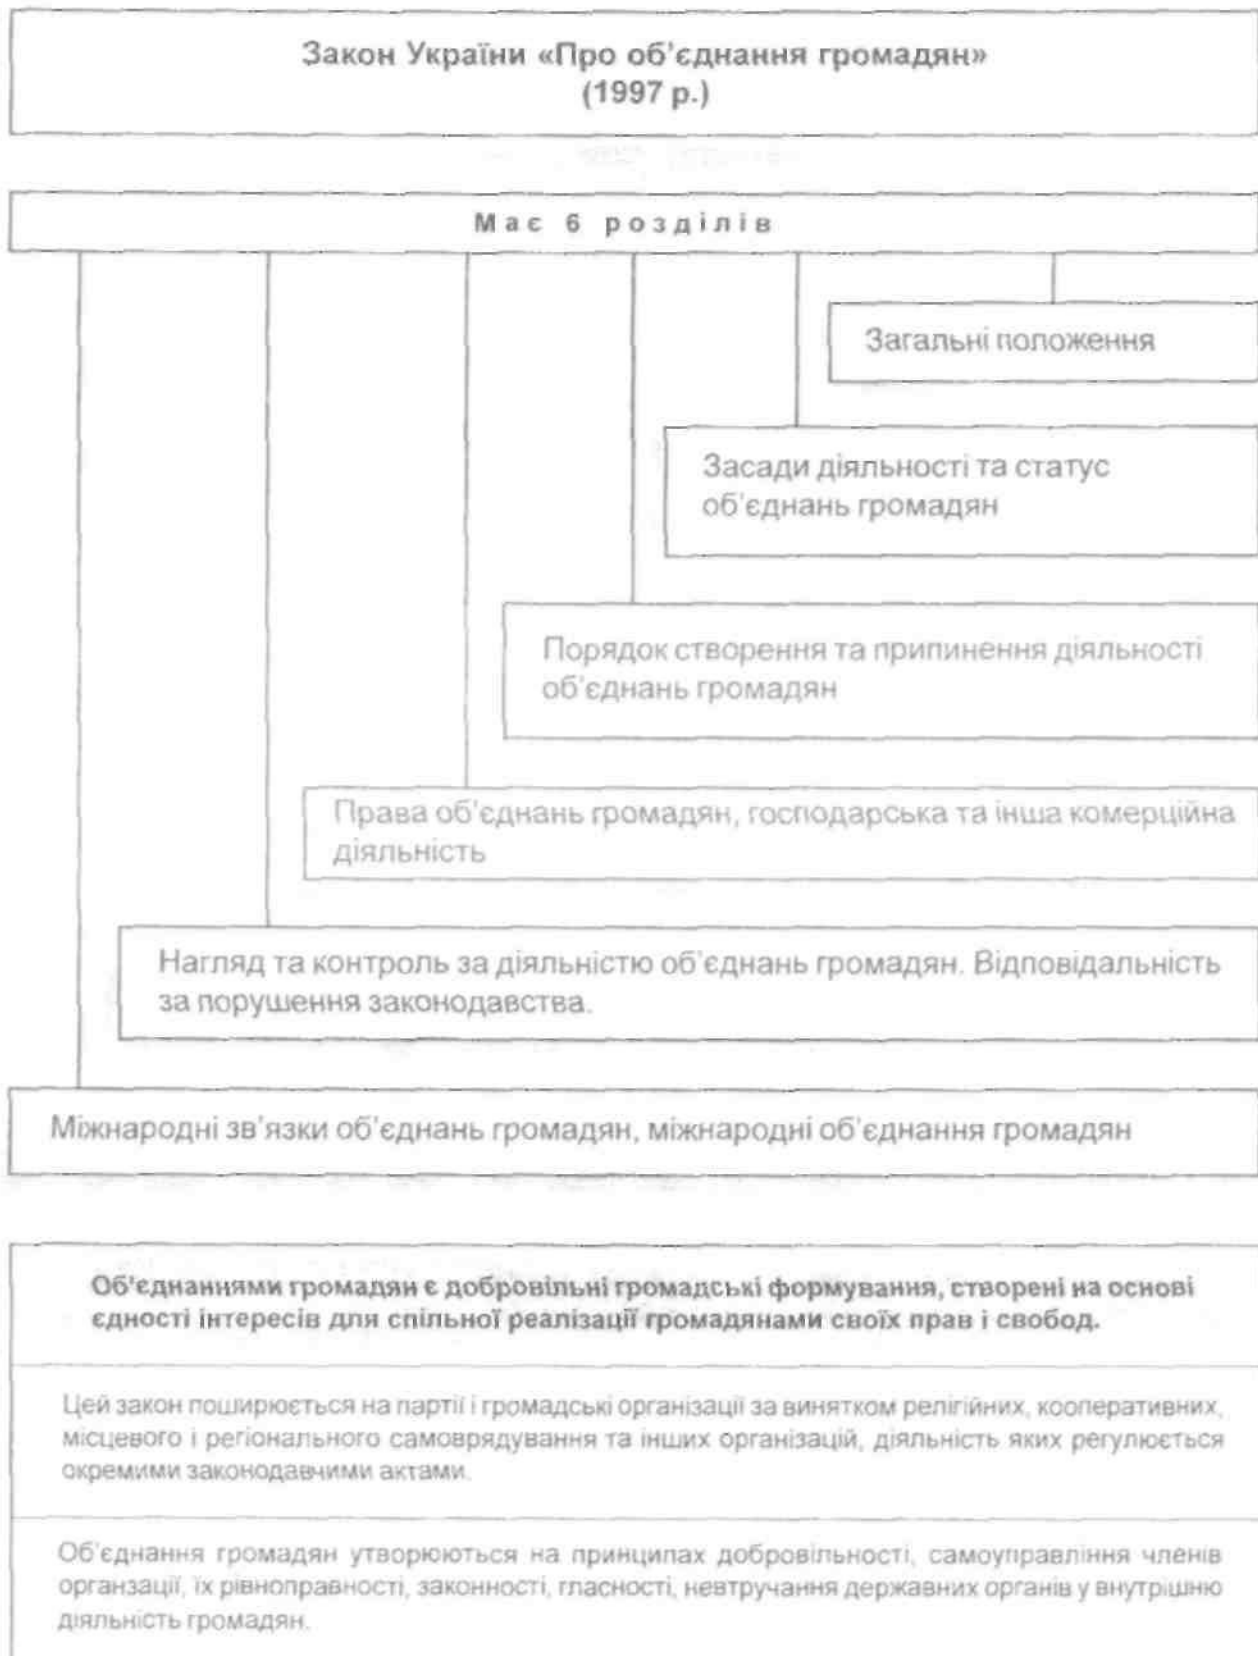 Закон України «Про об'єднання громадян»
(1997 р.)
Має 6 розділів
Загальні положення
Засади діяльності та статус
об'єднань громадян
Порядок створення та припинення діяльності
об'єднань громадян
Права об'єднань громадян, господарська та інша комерційна
діяльність
Нагляд та контроль за діяльністю об'єднань громадян. Відповідальність
за порушення законодавства.
Міжнародні зв'язки об'єднань громадян, міжнародні об'єднання громадян
Об'єднаннями громадян є добровільні громадські формування, створені на основі
єдності інтересів для спільної реалізації громадянами своїх прав і свобод.
Цей закон поширюється на партії і громадські організації за винятком релігійних, кооперативних,
місцевого і регіонального самоврядування та інших організацій, діяльність яких регулюється
окремими законодавчими актами.
Об'єднання громадян утворюються на принципах добровільності, самоуправління членів
органзації, їх рівноправності, законності, гласності, невтручання державних органів у внутрішню
діяльність громадян.